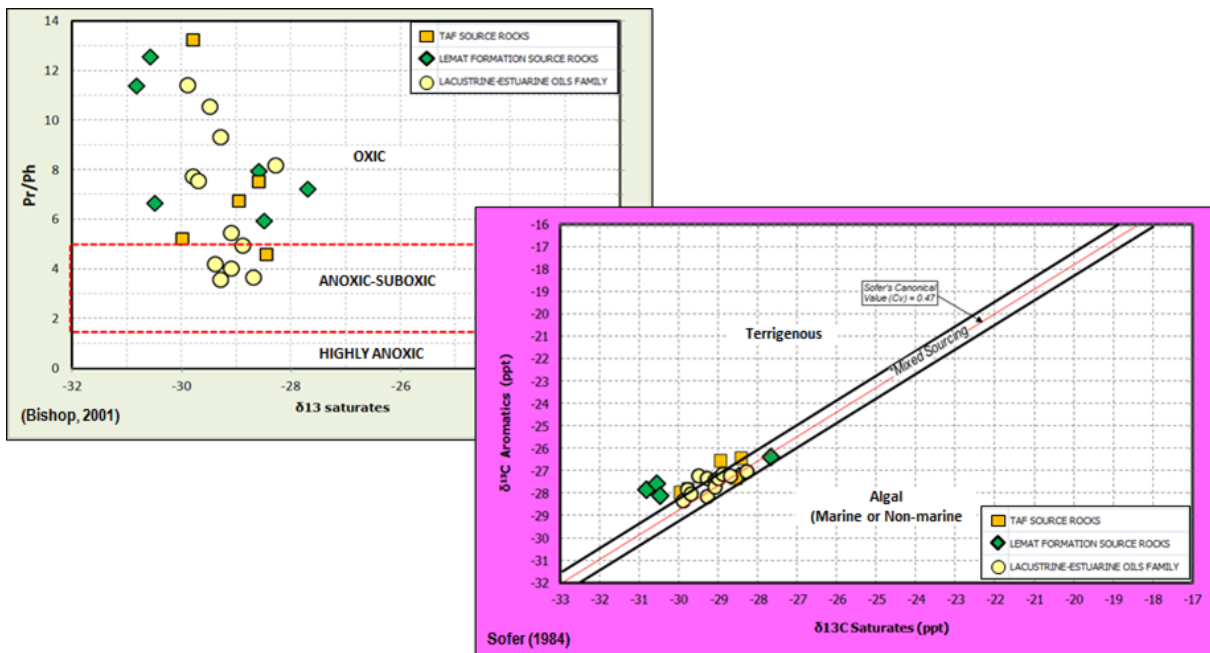 14
12
10
8
6
4
2
0
Pr/Ph
TAF SOURCE ROCKS
LEMAT FORMATION SOURCE ROCKS
LACUSTRINE-ESTUARINE OILS FAMILY
OXIC
ANOXIC-SUBOXIC
HIGHLY ANOXIC
-32 -30 -28 -26
δ13 saturates
(Bishop, 2001)
-16
-17
-18
-19
-20
-21
-22
-23
-24
-25
-26
-27
-28
-29
-30
-31
-32
δ¹³C Aromatics (ppt)
Sofer's Canonical
Value (Cv) = 0.47
Terrigenous
"Mixed Sourcing
Algal
(Marine or Non-marine
TAF SOURCE ROCKS
LEMAT FORMATION SOURCE ROCKS
LACUSTRINE-ESTUARINE OILS FAMILY
-33 -32 -31 -30 -29 -28 -27 -26 -25 -24 -23 -22 -21 -20 -19 -18 -17
δ13C Saturates (ppt)
Sofer (1984)